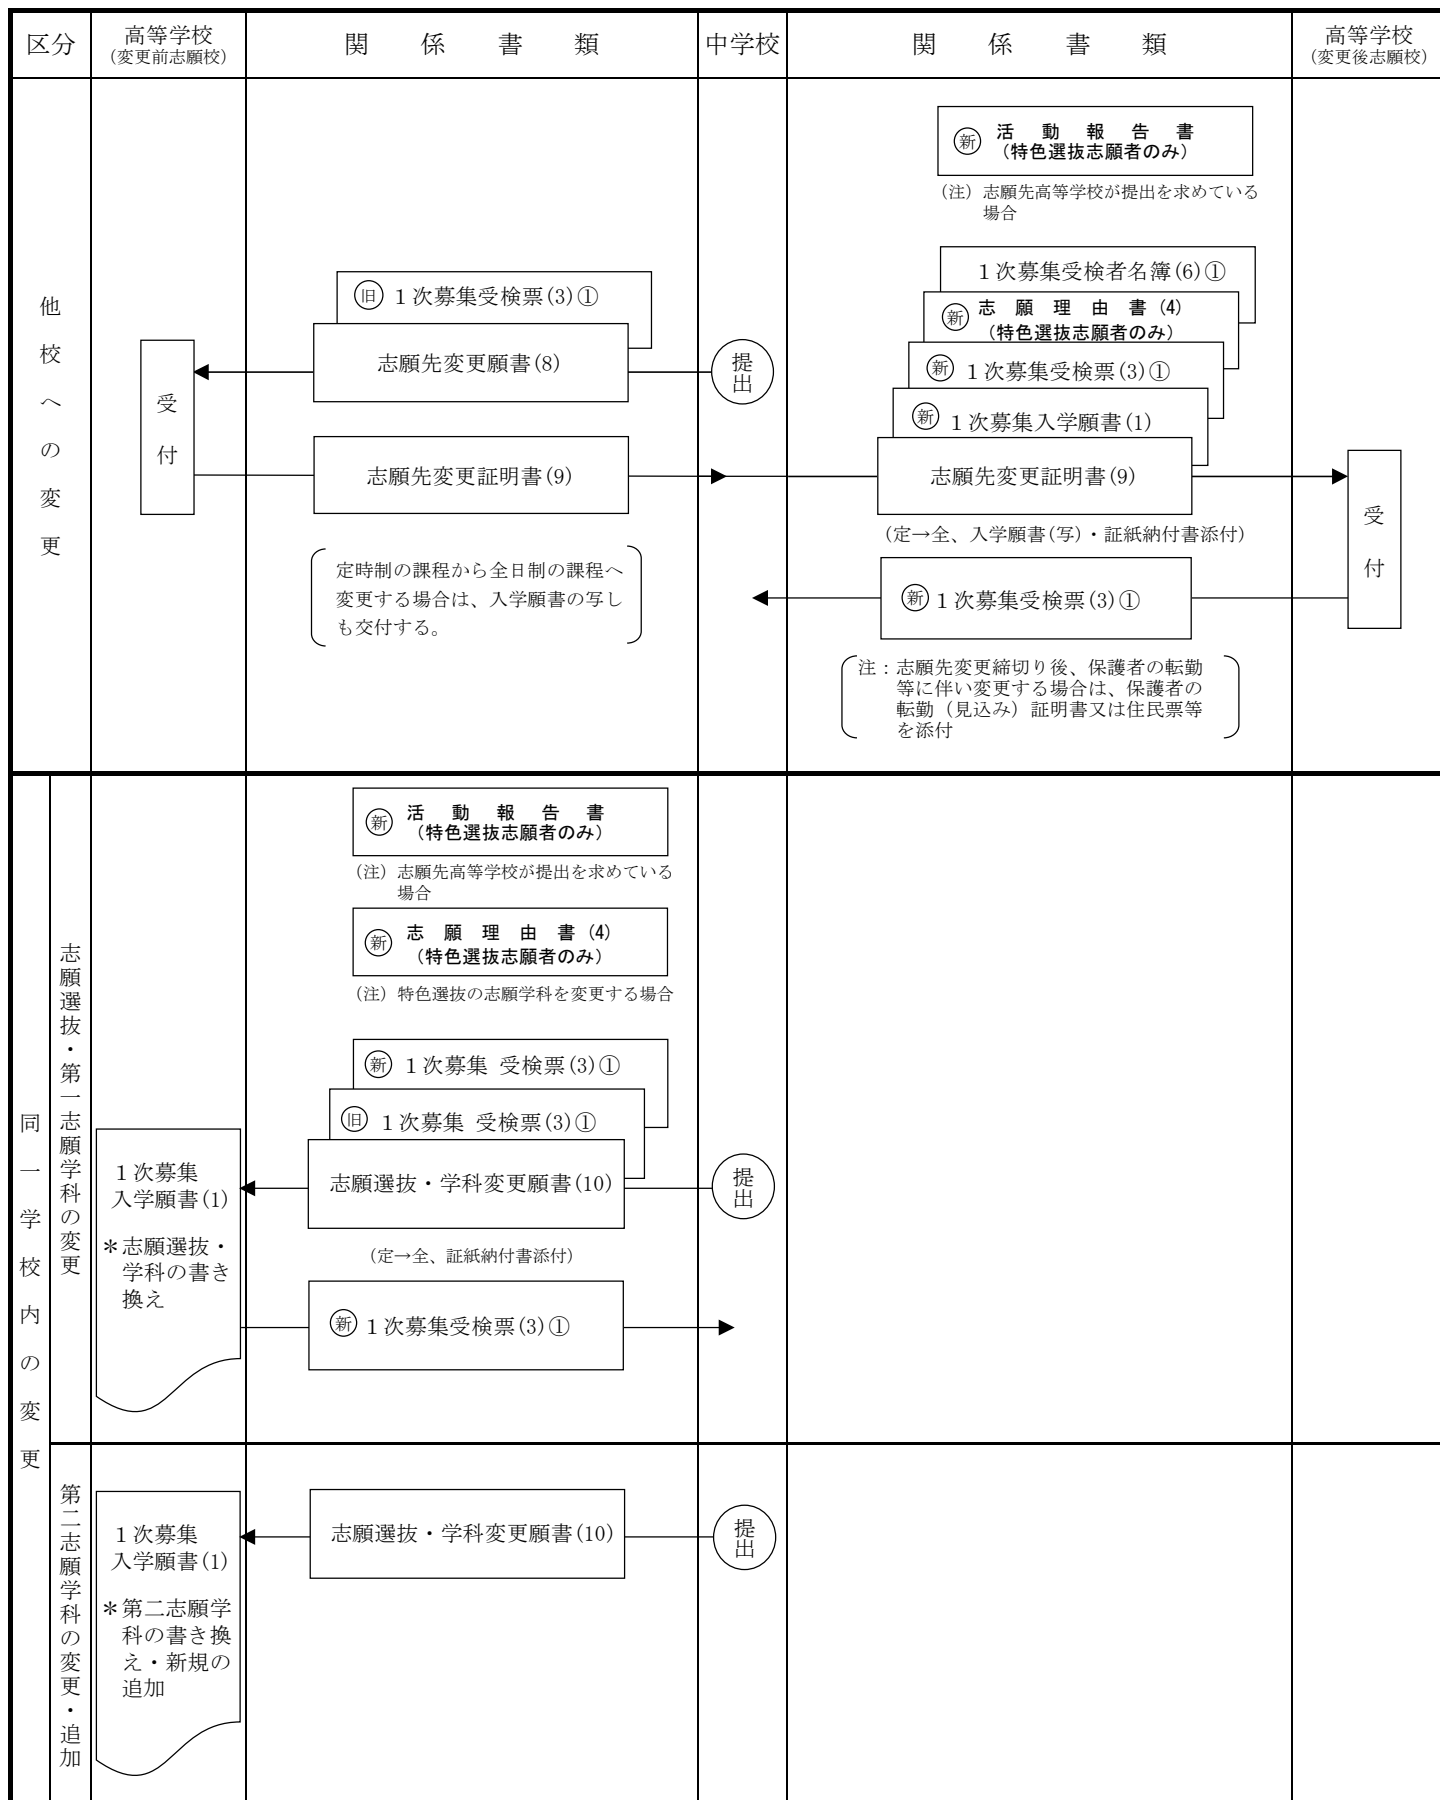 区分
高等学校
(変更前志願校)
関　係　書　類
中学校
関　係　書　類
高等学校
(変更後志願校)
他校への変更
受付
旧 １次募集受検票(3)①
志願先変更願書(8)
提出
志願先変更証明書(9)
定時制の課程から全日制の課程へ
変更する場合は、入学願書の写し
も交付する。
新 活動報告書
（特色選抜志願者のみ）
（注）志願先高等学校が提出を求めている
場合
１次募集受検者名簿(6)①
新 志願理由書(4)
（特色選抜志願者のみ）
新 １次募集受検票(3)①
新 １次募集入学願書(1)
志願先変更証明書(9)
（定→全、入学願書(写)・証紙納付書添付）
新 １次募集受検票(3)①
注：志願先変更締切り後、保護者の転勤
等に伴い変更する場合は、保護者の
転勤（見込み）証明書又は住民票等
を添付
受付
同一学校内の変更
志願選抜・第一志願学科の変更
１次募集
入学願書(1)
＊志願選抜・
学科の書き
換え
新 活動報告書
（特色選抜志願者のみ）
（注）志願先高等学校が提出を求めている
場合
新 志願理由書(4)
（特色選抜志願者のみ）
（注）特色選抜の志願学科を変更する場合
新 １次募集 受検票(3)①
旧 １次募集 受検票(3)①
志願選抜・学科変更願書(10)
提出
（定→全、証紙納付書添付）
新 １次募集受検票(3)①
第二志願学科の変更・追加
１次募集
入学願書(1)
＊第二志願学
科の書き換
え・新規の
追加
志願選抜・学科変更願書(10)
提出